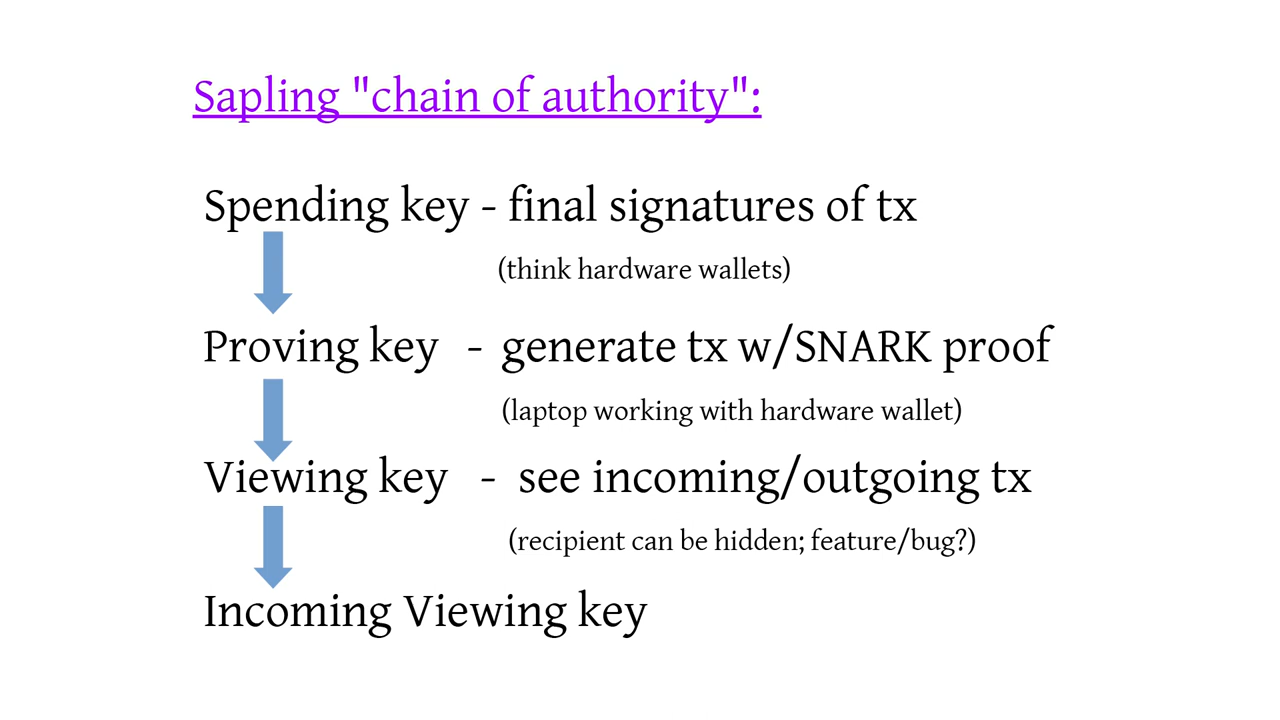 Sapling "chain of authority":
Spending key - final signatures of tx
(think hardware wallets)
Proving key - generate tx w/SNARK proof
(laptop working with hardware wallet)
Viewing key - see incoming/outgoing tx
(recipient can be hidden; feature/bug?)
Incoming Viewing key